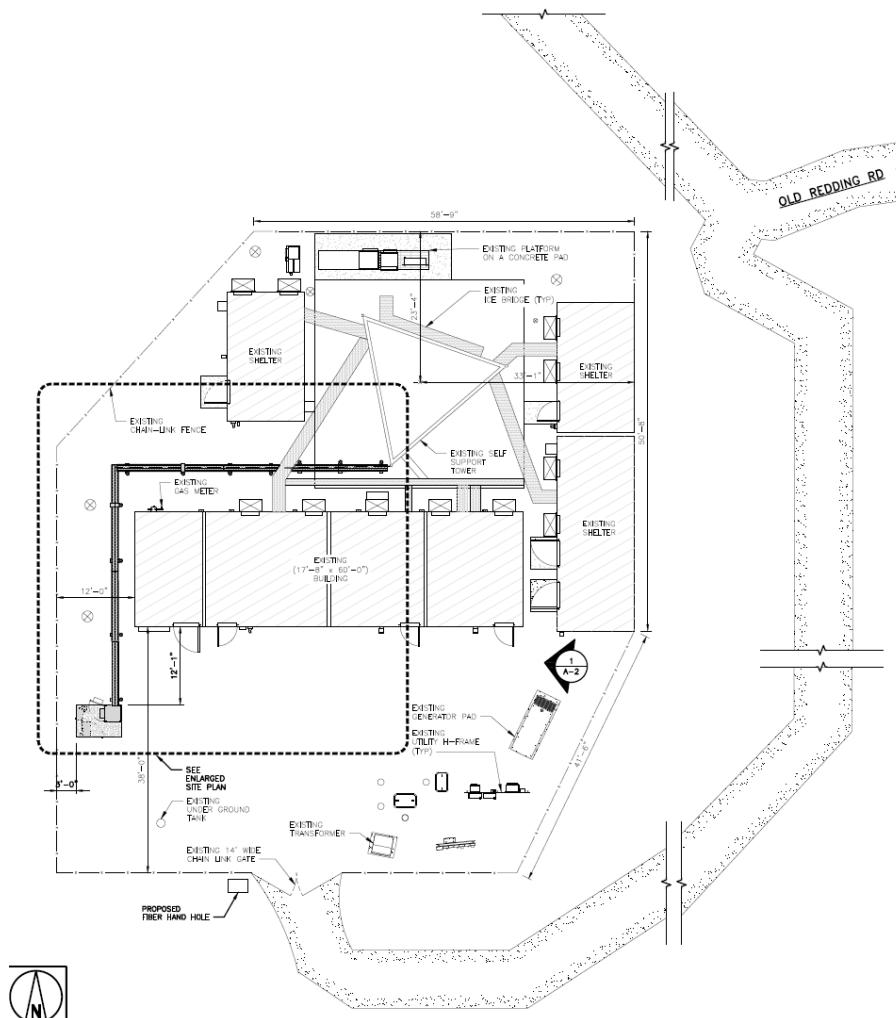 OLD REDDING RD
58'-9"
EXISTING PLATFORM
ON A CONCRETE PAD
EXISTING
ICE BRIDGE (TYP)
23'-4"
EXISTING
SHELTER
EXISTING
SHELTER
33'-1"
50'-8"
EXISTING
CHAIN-LINK FENCE
EXISTING SELF
SUPPORT
TOWER
EXISTING
GAS METER
EXISTING
SHELTER
EXISTING
(17'-8" x 60'-0")
BUILDING
12'-0"
12'-1"
1
A-2
EXISTING
GENERATOR PAD
EXISTING
UTILITY H-FRAME
(TYP)
41'-6"
38'-0"
SEE
ENLARGED
SITE PLAN
3'-0"
EXISTING
UNDER GROUND
TANK
EXISTING
TRANSFORMER
EXISTING 14' WIDE
CHAIN LINK GATE
PROPOSED
FIBER HAND HOLE
N